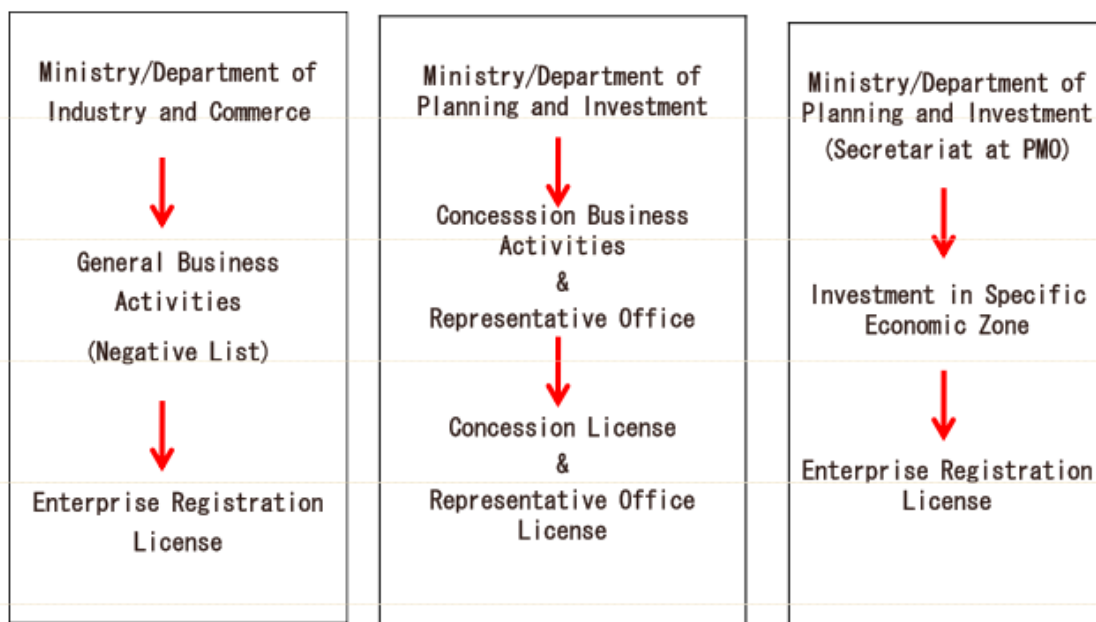 Ministry/Department of
Industry and Commerce
General Business
Activities
(Negative List)
Enterprise Registration
License
Ministry/Department of
Planning and Investment
Concesssion Business
Activities
&
Representative Office
Concession License
&
Representative Office
License
Ministry/Department of
Planning and Investment
(Secretariat at PMO)
Investment in Specific
Economic Zone
Enterprise Registration
License